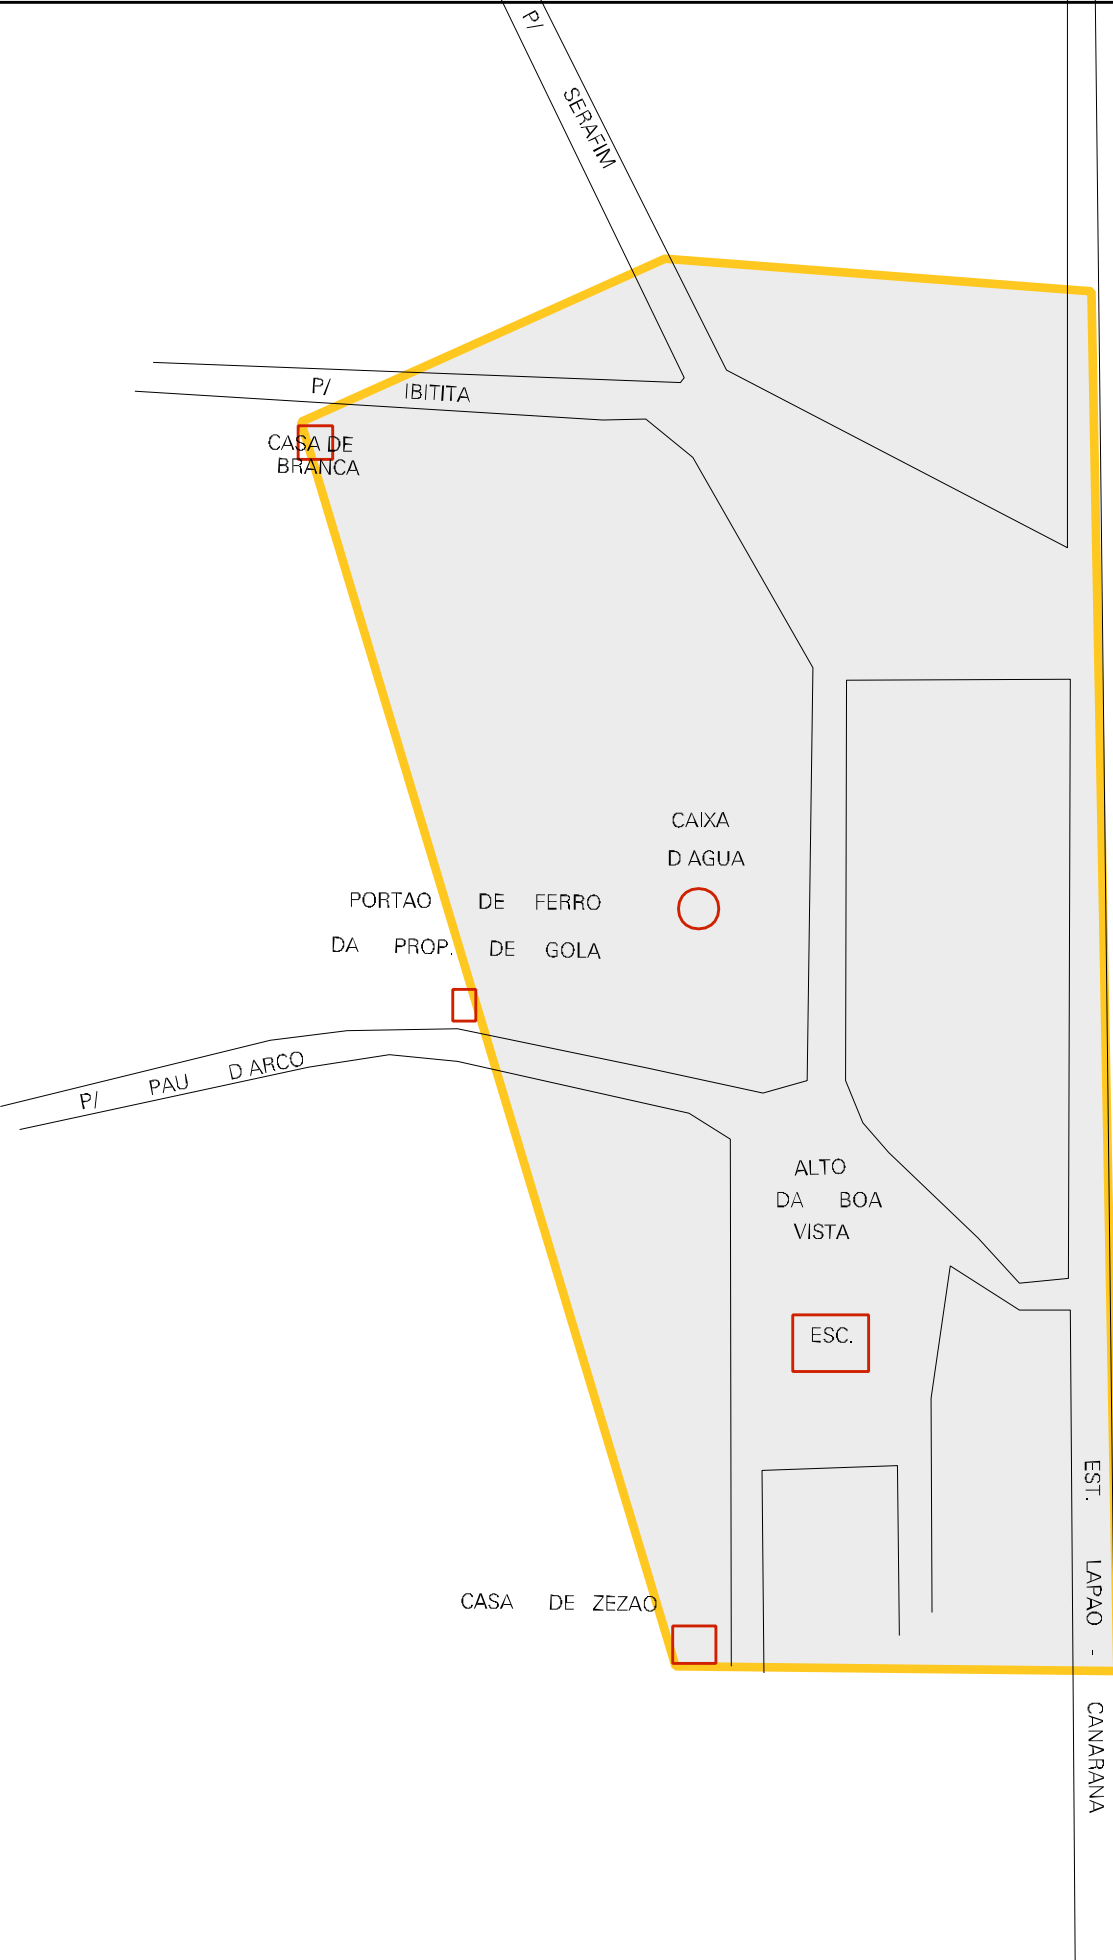 P/ SERAFIM
P/ IBITITA
CASA DE
BRANCA
CAIXA
D AGUA
PORTAO DE FERRO
DA PROP. DE GOLA
P/ PAU D ARCO
ALTO
DA BOA
VISTA
ESC.
EST. LAPAO - CANARANA
CASA DE ZEZAO